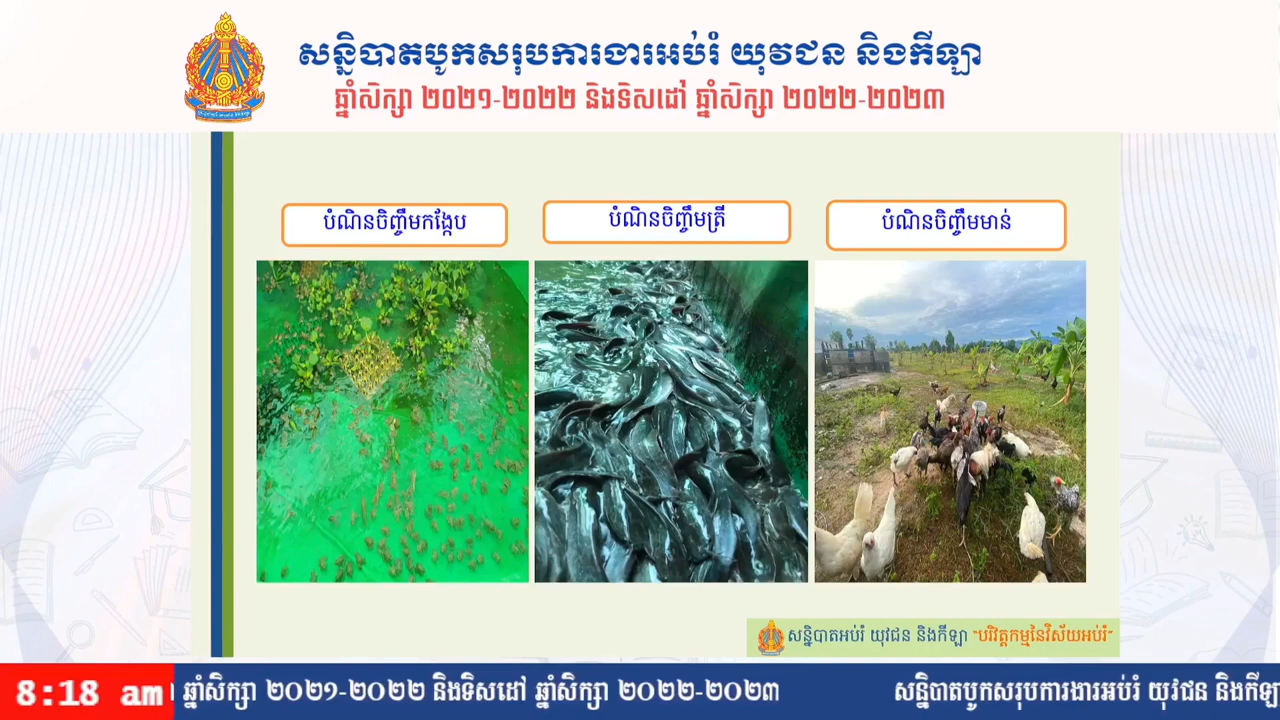 សន្និបាតបូកសរុបការងារអប់រំ យុវជន និងកីឡា
ឆ្នាំសិក្សា ២០២១-២០២២ និងទិសដៅ ឆ្នាំសិក្សា ២០២២-២០២៣
បំណិនចិញ្ចឹមកង្កែប
បំណិនចិញ្ចឹមត្រី
បំណិនចិញ្ចឹមមាន់
សន្និបាតអប់រំ យុវជន និងកីឡា "បរិវត្តកម្មនៃវិស័យអប់រំ"
8:18 am
ឆ្នាំសិក្សា ២០២១-២០២២ និងទិសដៅ ឆ្នាំសិក្សា ២០២២-២០២៣
សន្និបាតបូកសរុបការងារអប់រំ យុវជន និងកីឡា